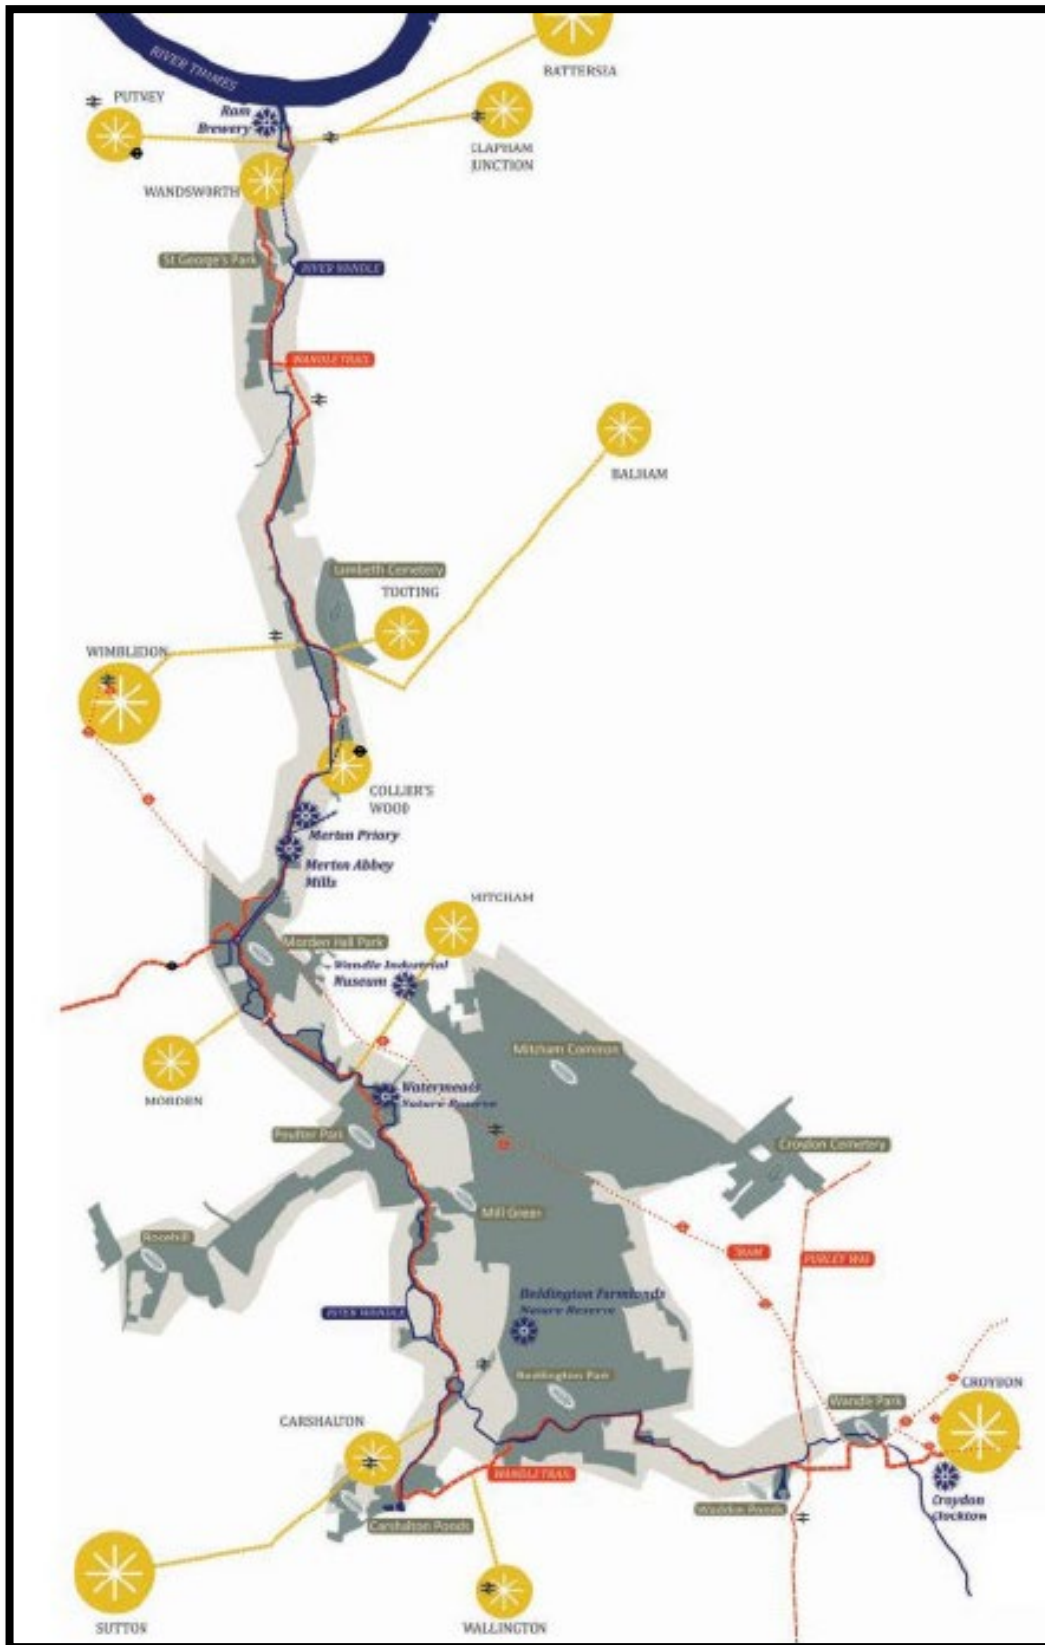 RIVER THAMES
BATTERSEA
PUTNEY
Ram
Brewery
CLAPHAM
JUNCTION
WANDSWORTH
St George's Park
RIVER WANDLE
WANDLE TRAIL
BALHAM
Lambeth Cemetery
TOOTING
WIMBLEDON
COLLIER'S
WOOD
Merton Priory
Merton Abbey
Mills
MITCHAM
Morden Hall Park
Wandle Industrial
Museum
Mitcham Common
MORDEN
Watermeads
Nature Reserve
Poulter Park
Croydon Cemetery
Mill Green
Rosehill
TRAM
PURLEY WAY
Beddington Farmlands
Nature Reserve
RIVER WANDLE
Beddington Park
CROYDON
Wandle Park
CARSHALTON
WANDLE TRAIL
Waddon Ponds
Croydon
Clocktow
Carshalton Ponds
SUTTON
WALLINGTON